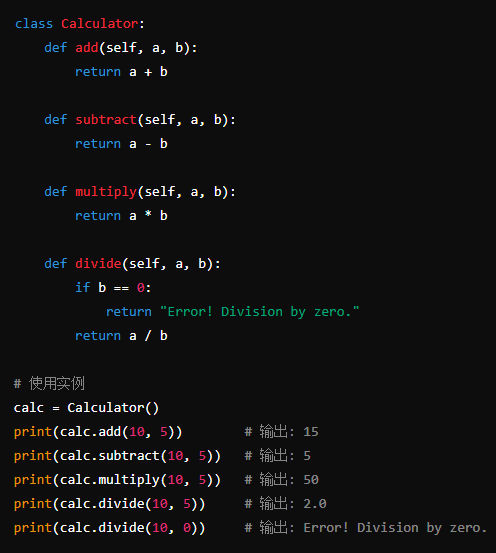 class Calculator:
    def add(self, a, b):
        return a + b

    def subtract(self, a, b):
        return a - b

    def multiply(self, a, b):
        return a * b

    def divide(self, a, b):
        if b == 0:
            return "Error! Division by zero."
        return a / b

# 使用实例
calc = Calculator()
print(calc.add(10, 5))        # 输出: 15
print(calc.subtract(10, 5))   # 输出: 5
print(calc.multiply(10, 5))   # 输出: 50
print(calc.divide(10, 5))     # 输出: 2.0
print(calc.divide(10, 0))     # 输出: Error! Division by zero.